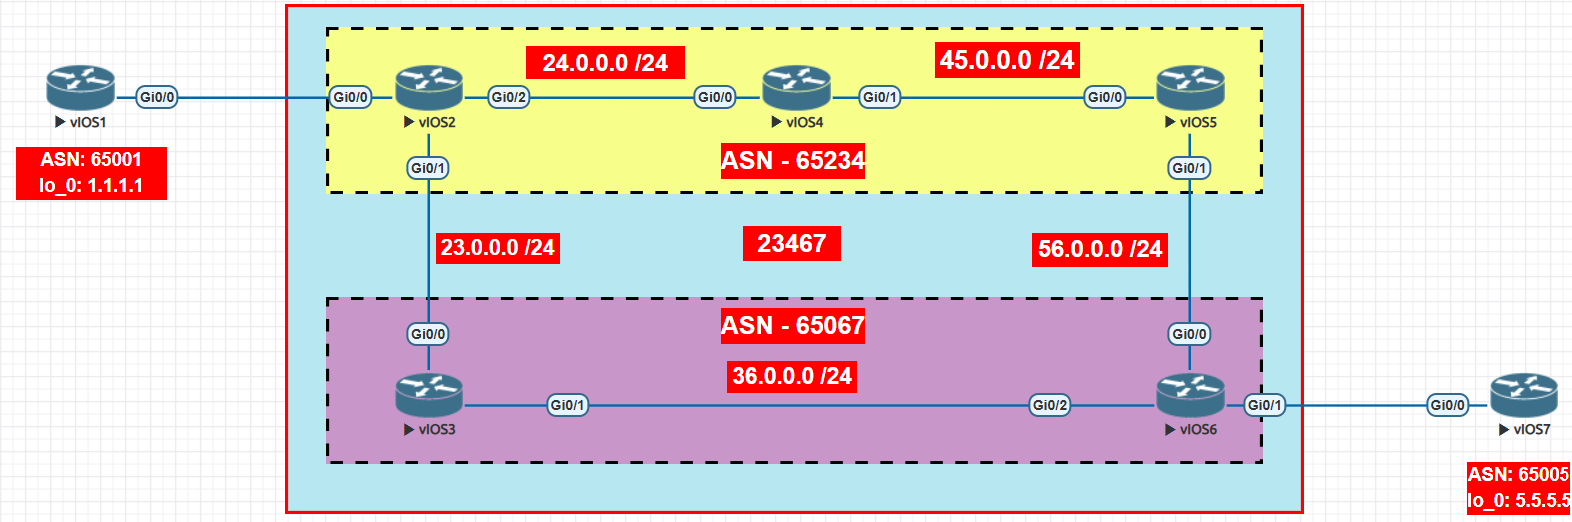 24.0.0.0 /24
45.0.0.0 /24
Gi0/0
Gi0/0
Gi0/2
Gi0/0
Gi0/1
Gi0/0
vIOS1
vIOS2
vIOS4
vIOS5
ASN: 65001
lo_0: 1.1.1.1
Gi0/1
ASN - 65234
Gi0/1
23.0.0.0 /24
23467
56.0.0.0 /24
Gi0/0
ASN - 65067
Gi0/0
36.0.0.0 /24
Gi0/1
Gi0/2
Gi0/1
Gi0/0
vIOS3
vIOS6
vIOS7
ASN: 65005
lo_0: 5.5.5.5